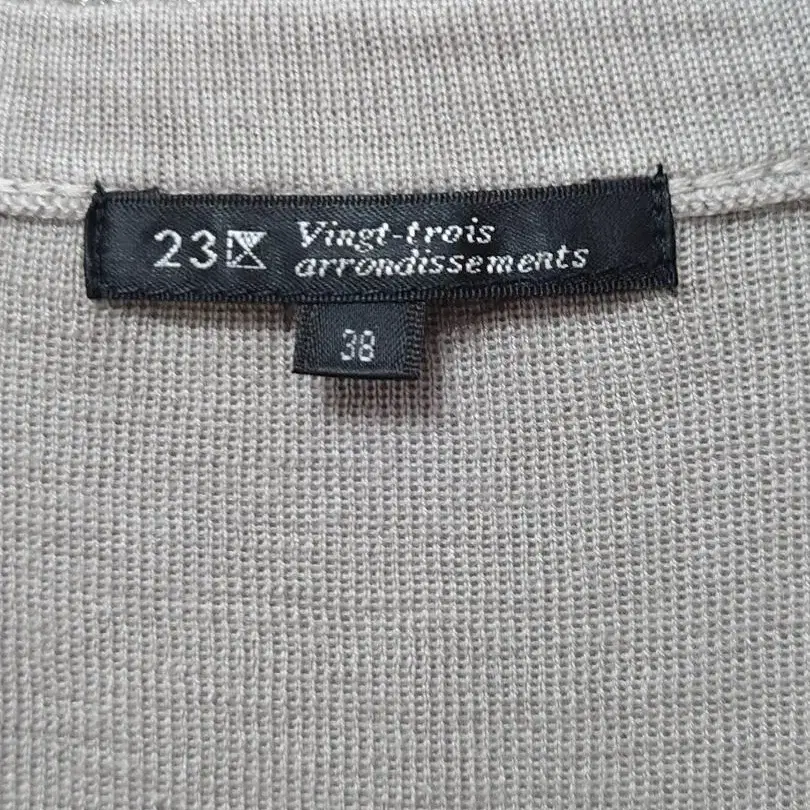 23
Vingt-trois
arrondissements
38